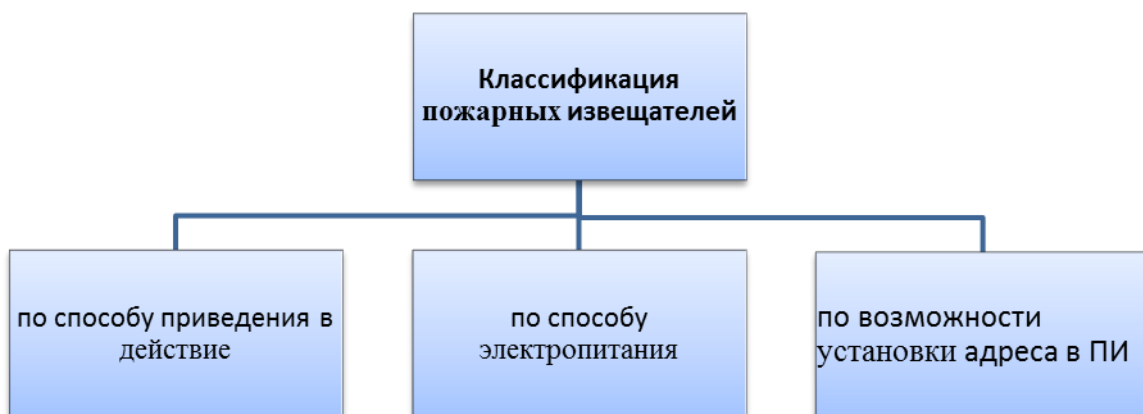 Классификация
пожарных извещателей
по способу приведения в
действие
по способу
электропитания
по возможности
установки адреса в ПИ